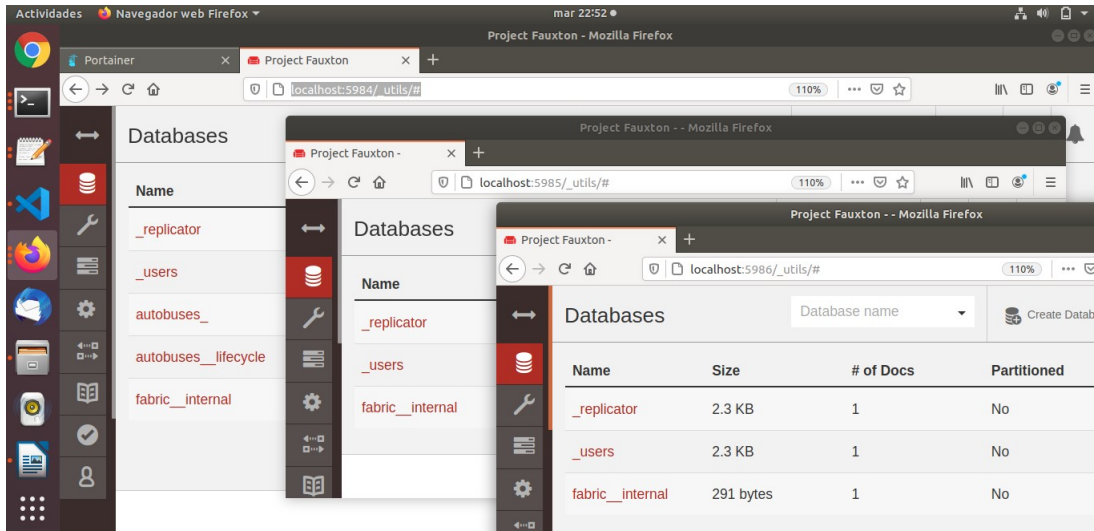 Actividades Navegador web Firefox mar 22:52
Project Fauxton - Mozilla Firefox
Portainer Project Fauxton
localhost:5984/_utils/# 110%
Databases
Name
_replicator
_users
autobuses_
autobuses__lifecycle
fabric__internal
Project Fauxton - - Mozilla Firefox
Project Fauxton -
localhost:5985/_utils/# 110%
Databases
Name
_replicator
_users
fabric__internal
Project Fauxton - - Mozilla Firefox
Project Fauxton -
localhost:5986/_utils/# 110%
Databases Database name Create Datab
Name Size # of Docs Partitioned
_replicator 2.3 KB 1 No
_users 2.3 KB 1 No
fabric__internal 291 bytes 1 No